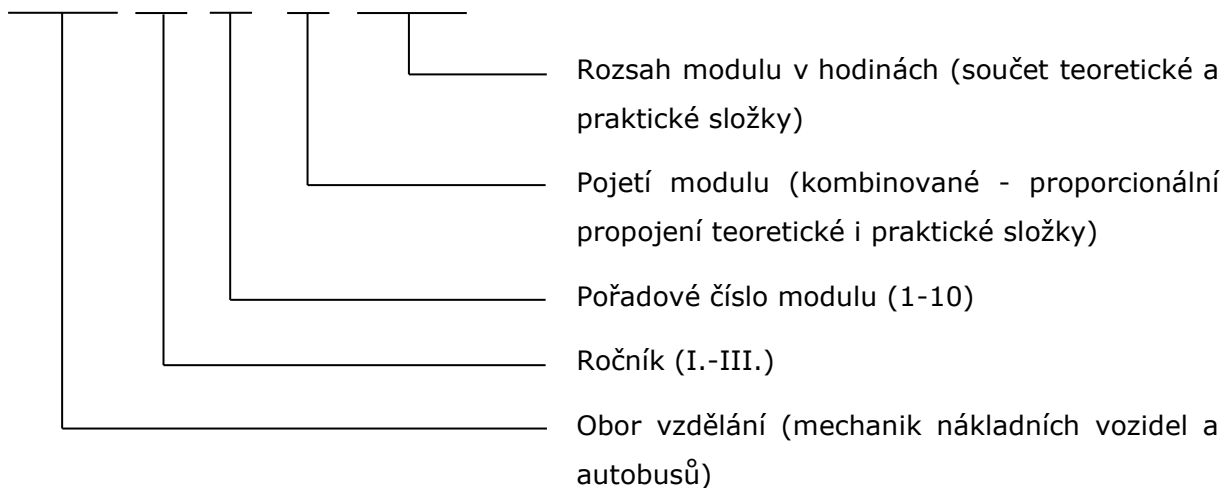 Rozsah modulu v hodinách (součet teoretické a
praktické složky)
Pojetí modulu (kombinované - proporcionální
propojení teoretické i praktické složky)
Pořadové číslo modulu (1-10)
Ročník (I.-III.)
Obor vzdělání (mechanik nákladních vozidel a
autobusů)